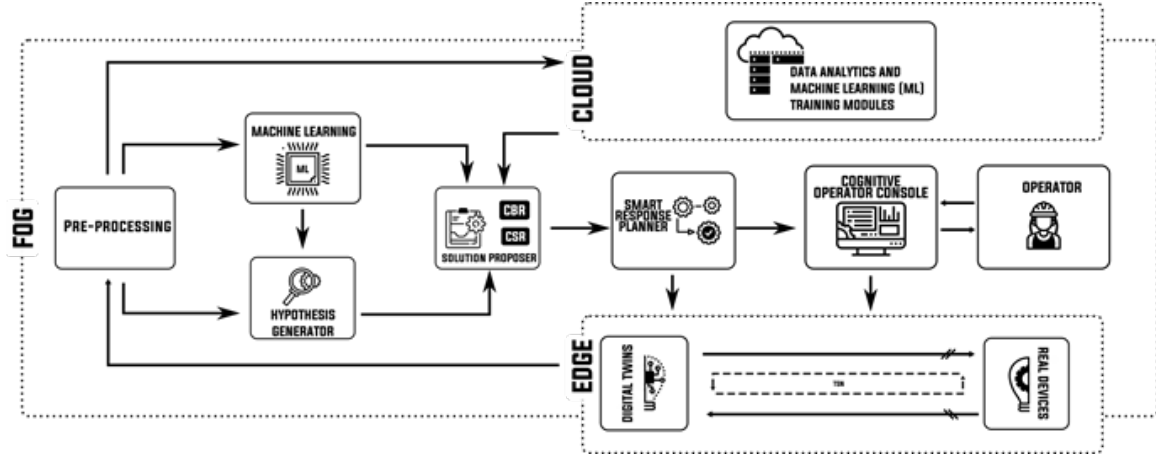 FOG
CLOUD
DATA ANALYTICS AND
MACHINE LEARNING (ML)
TRAINING MODULES
PRE-PROCESSING
MACHINE LEARNING
ML
HYPOTHESIS
GENERATOR
CBR
CSR
SOLUTION PROPOSER
SMART
RESPONSE
PLANNER
COGNITIVE
OPERATOR CONSOLE
OPERATOR
EDGE
DIGITAL TWINS
TSN
REAL DEVICES